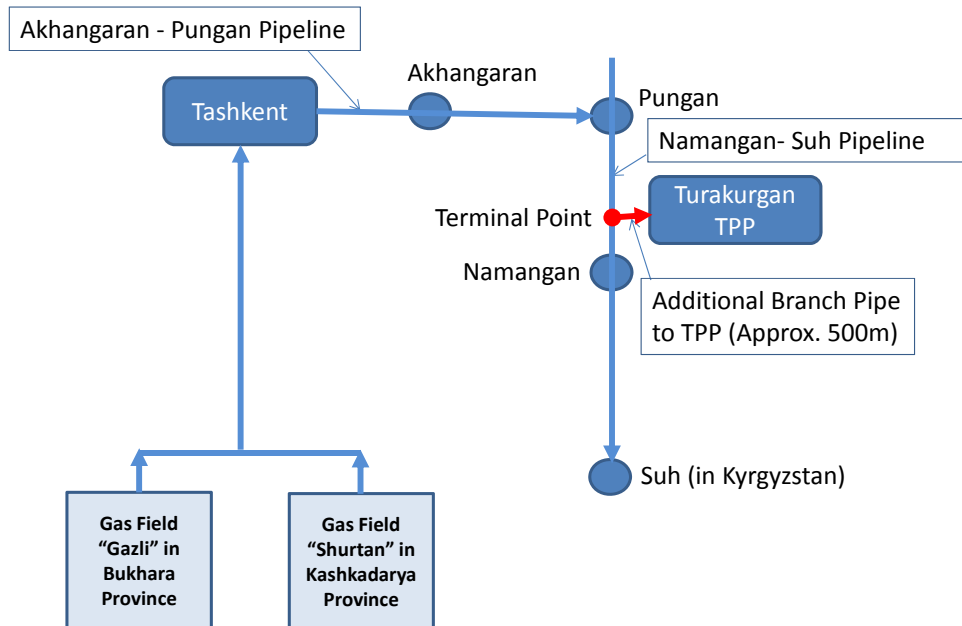 Akhangaran - Pungan Pipeline
Akhangaran
Tashkent
Pungan
Namangan- Suh Pipeline
Terminal Point
Turakurgan
TPP
Namangan
Additional Branch Pipe
to TPP (Approx. 500m)
Suh (in Kyrgyzstan)
Gas Field
“Gazli” in
Bukhara
Province
Gas Field
“Shurtan” in
Kashkadarya
Province